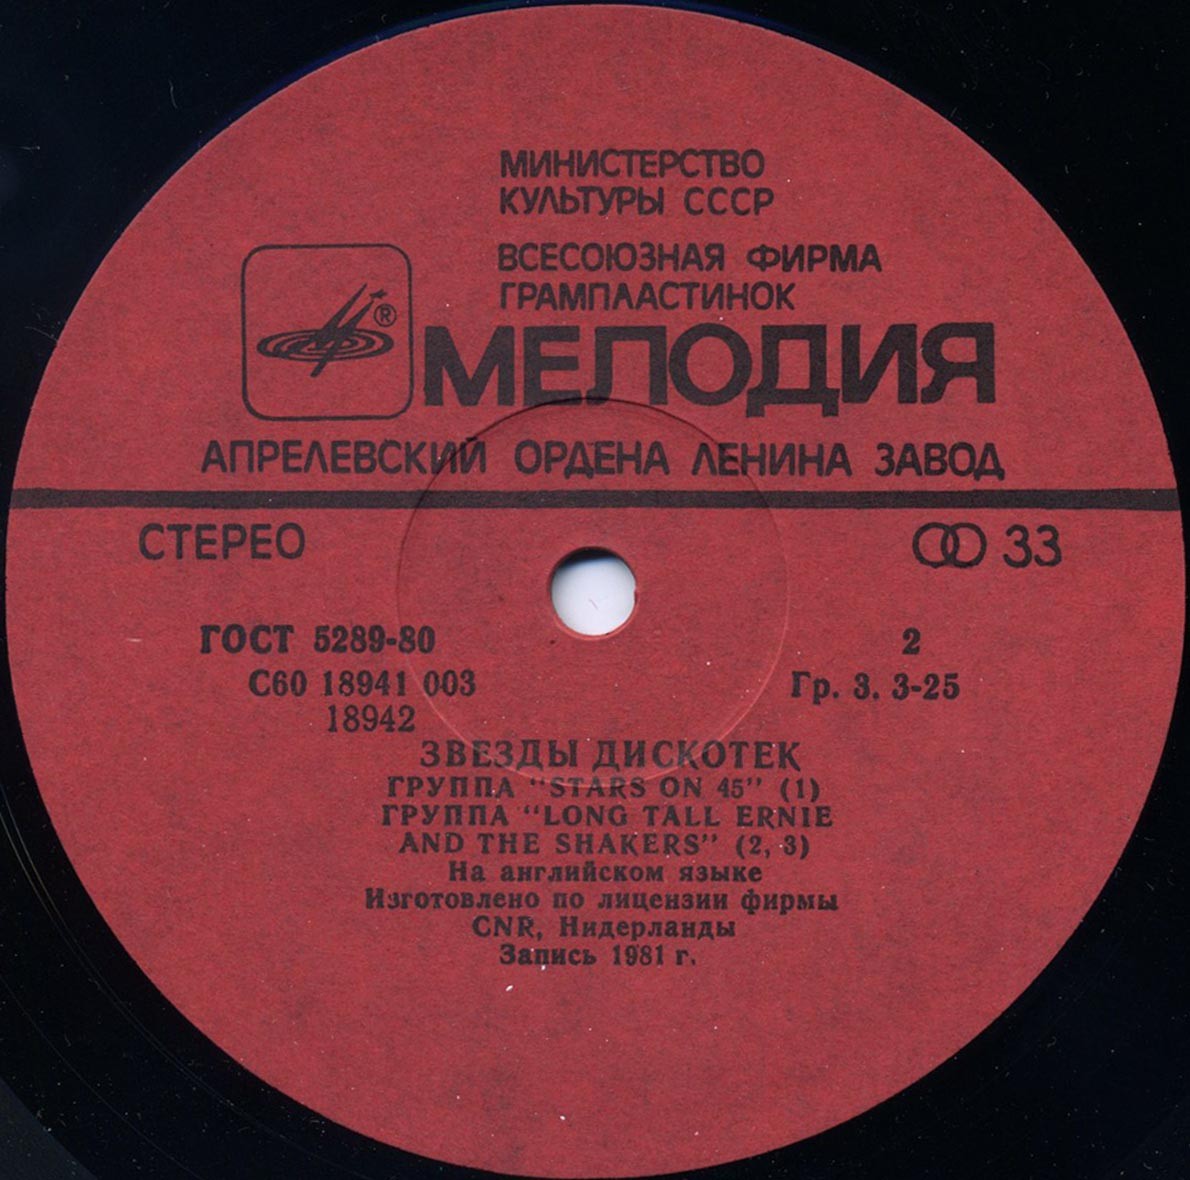 МИНИСТЕРСТВО
КУЛЬТУРЫ СССР
ВСЕСОЮЗНАЯ ФИРМА
ГРАМПЛАСТИНОК
®
МЕЛОДИЯ
АПРЕЛЕВСКИЙ ОРДЕНА ЛЕНИНА ЗАВОД
СТЕРЕО 33
ГОСТ 5289-80 2
С60 18941 003 Гр. 3. 3-25
18942
ЗВЕЗДЫ ДИСКОТЕК
ГРУППА "STARS ON 45" (1)
ГРУППА "LONG TALL ERNIE
AND THE SHAKERS" (2, 3)
На английском языке
Изготовлено по лицензии фирмы
CNR, Нидерланды
Запись 1981 г.